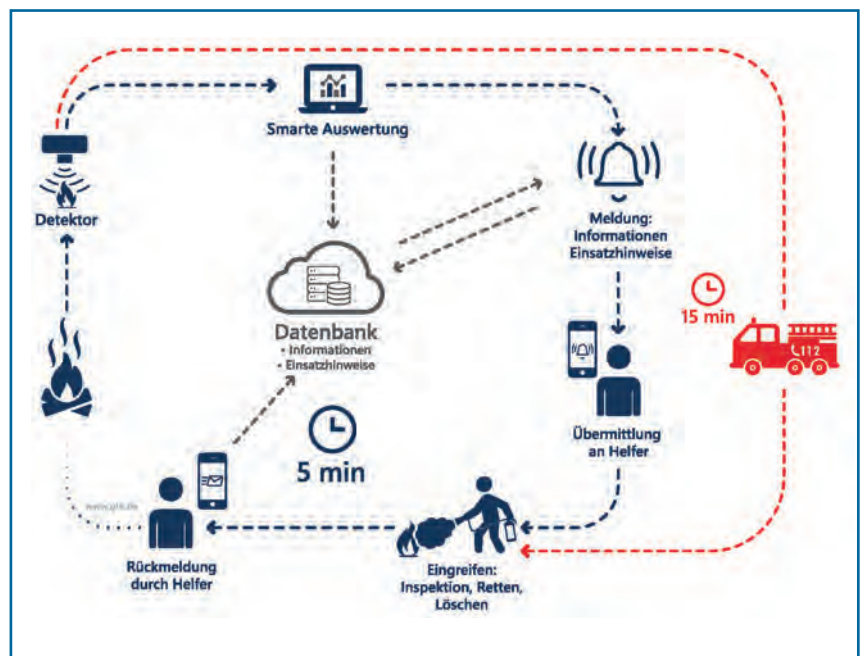 Smarte Auswertung
Detektor
Meldung:
Informationen
Einsatzhinweise
Datenbank
• Informationen
• Einsatzhinweise
15 min
112
5 min
Übermittlung
an Helfer
Rückmeldung
durch Helfer
Eingreifen:
Inspektion, Retten,
Löschen